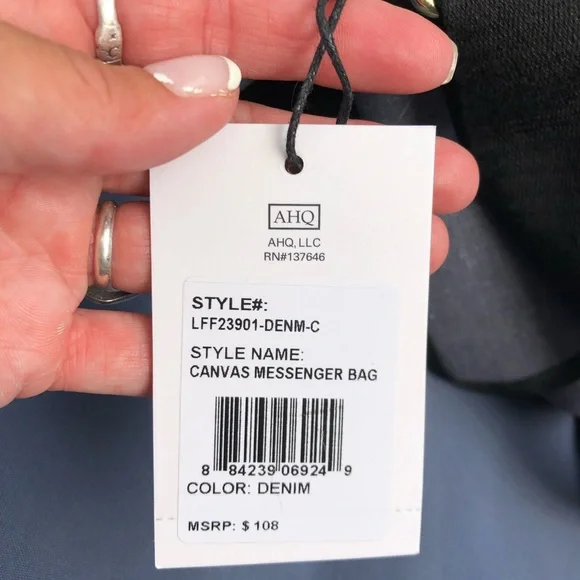 AHQ
AHQ, LLC
RN#137646
STYLE#:
LFF23901-DENM-C
STYLE NAME:
CANVAS MESSENGER BAG
8 84239 06924 9
COLOR: DENIM
MSRP: $ 108